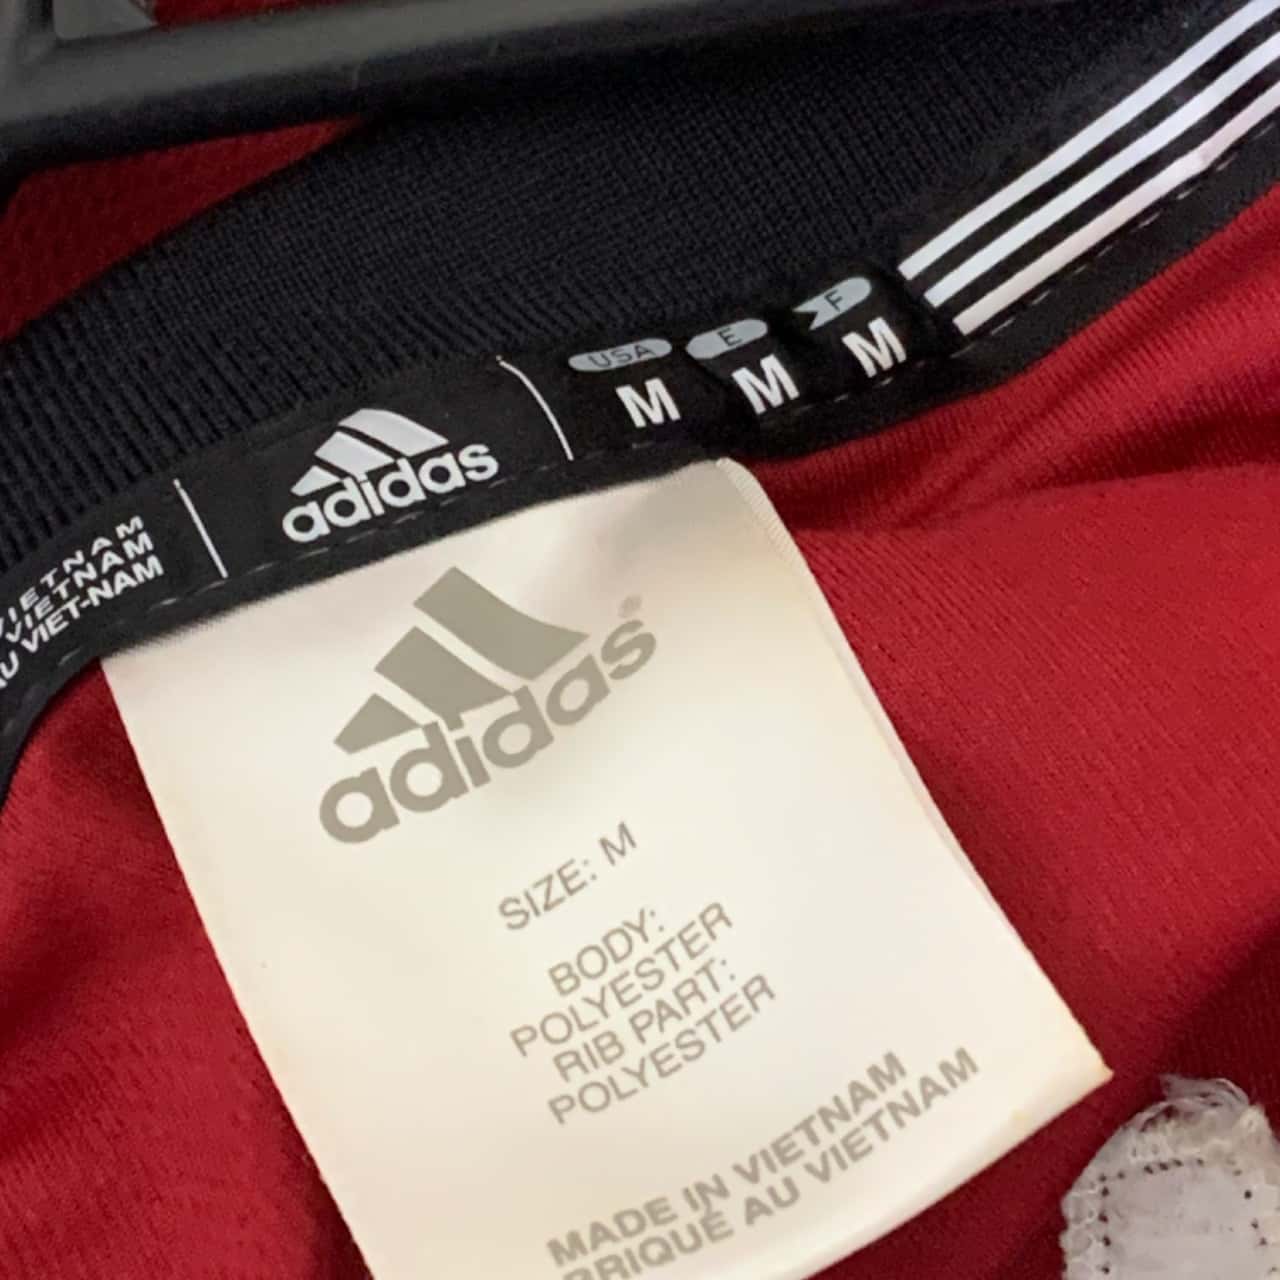 VIETNAM
VIETNAM
AU VIET-NAM
adidas
USA E F
M M M
adidas®
SIZE: M
BODY:
POLYESTER
RIB PART:
POLYESTER
MADE IN VIETNAM
BRIQUÉ AU VIETNAM